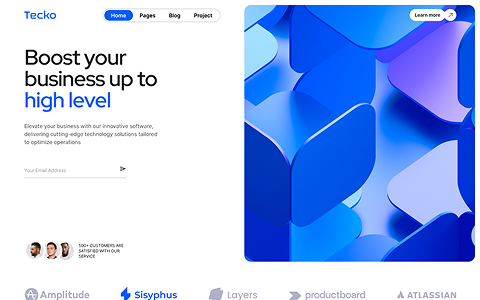 Tecko
Home Pages Blog Project
Learn more
Boost your
business up to
high level
Elevate your business with our innovative software,
delivering cutting-edge technology solutions tailored
to optimize operations
Your Email Address
500+ CUSTOMERS ARE
SATISFIED WITH OUR
SERVICE
Amplitude Sisyphus Layers productboard ATLASSIAN